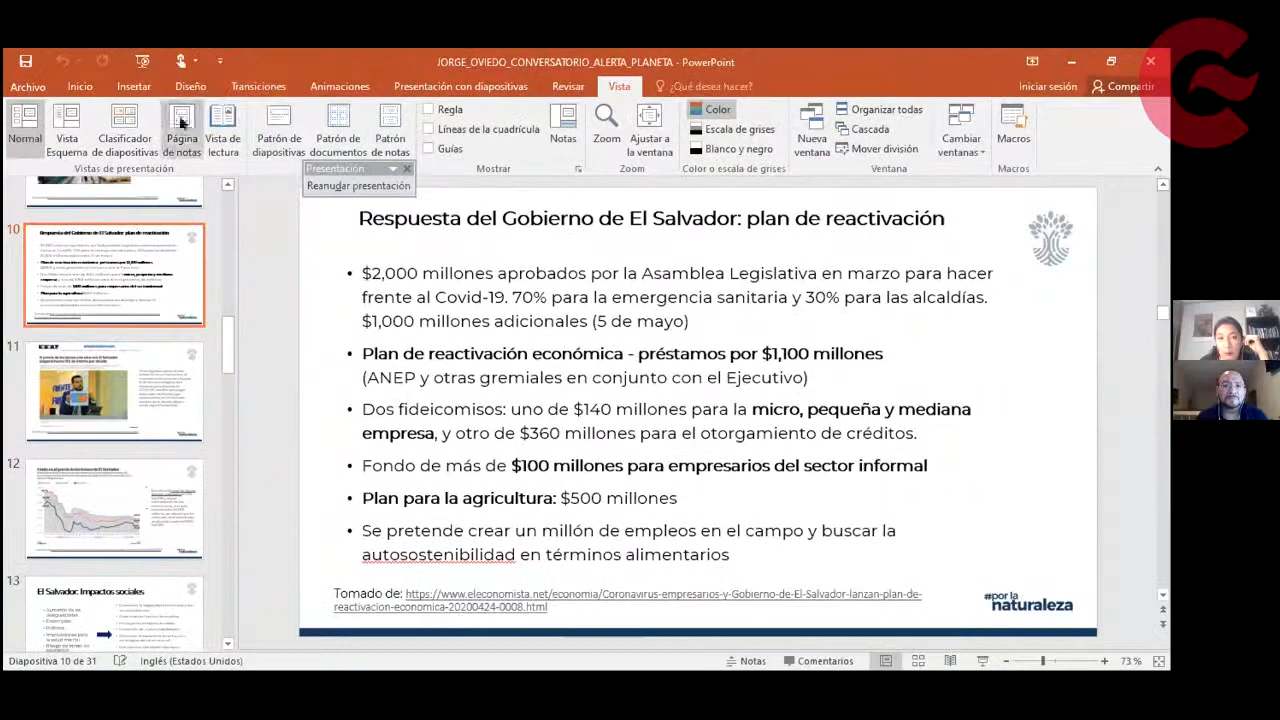 JORGE_OVIEDO_CONVERSATORIO_ALERTA_PLANETA - PowerPoint
Archivo Inicio Insertar Diseño Transiciones Animaciones Presentación con diapositivas Revisar Vista ¿Qué desea hacer? Iniciar sesión Compartir
Normal
Vista Esquema
Clasificador de diapositivas
Página de notas
Vista de lectura
Vistas de presentación
Patrón de diapositivas
Patrón de documentos
Patrón de notas
Regla
Líneas de la cuadrícula
Guías
Mostrar
Notas
Zoom
Ajustar a la ventana
Zoom
Color
Escala de grises
Blanco y negro
Color o escala de grises
Nueva ventana
Organizar todas
Cascada
Mover división
Cambiar ventanas
Ventana
Macros
Macros
Presentación
Reanudar presentación
10
Respuesta del Gobierno de El Salvador: plan de reactivación
11
12
13
El Salvador: Impactos sociales
Respuesta del Gobierno de El Salvador: plan de reactivación
• $2,000 millones autorizados por la Asamblea Legislativa en marzo para hacer
frente al Covid-19: 70% para la emergencia sanitaria y 30% para las alcaldías.
$1,000 millones adicionales (5 de mayo)
• Plan de reactivación económica - préstamos por $1,000 millones
(ANEP y otras gremiales en conjunto con el Ejecutivo)
• Dos fideicomisos: uno de $140 millones para la micro, pequeña y mediana
empresa, y otro de $360 millones para el otorgamiento de créditos.
• Fondo de más de $100 millones para empresarios del sector informal
• Plan para la agricultura: $500 millones
• Se pretende crear un millón de empleos en el campo y buscar la
autosostenibilidad en términos alimentarios
Tomado de: https://www.eleconomista.net/economia/Coronavirus-empresarios-y-Gobierno-de-El-Salvador-lanzan-plan-de-
reactivacion-economica-20200424-0008.html
#por la
naturaleza
Diapositiva 10 de 31 Inglés (Estados Unidos) Notas Comentarios 73 %